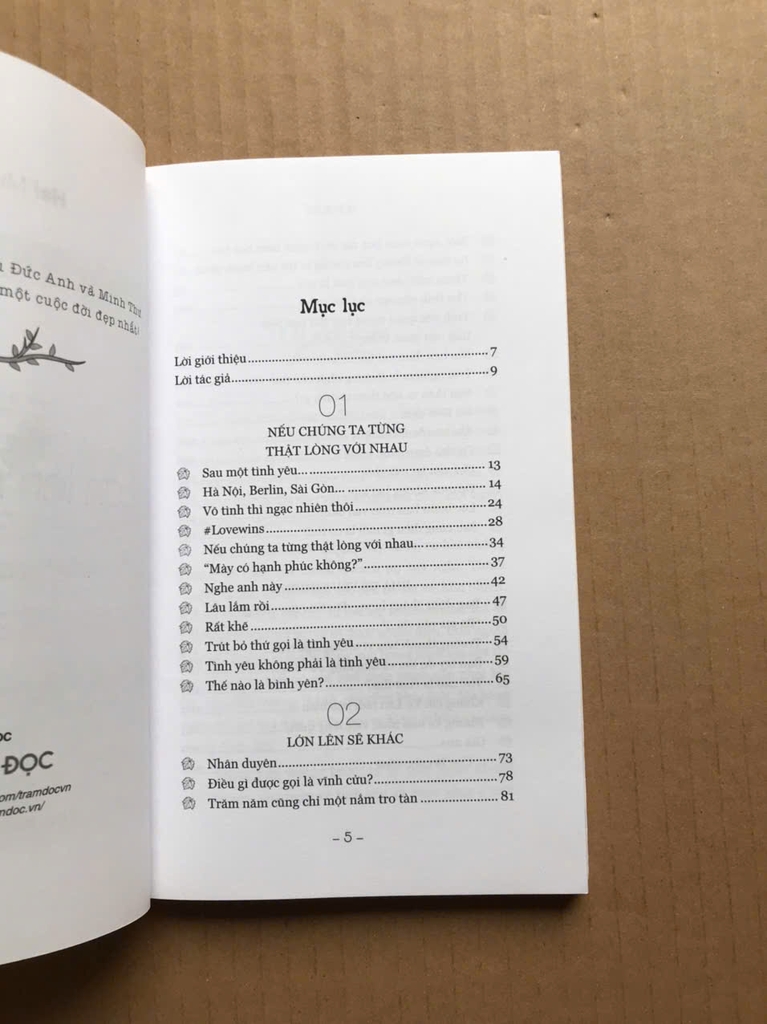 Đức Anh và Minh Thư
một cuộc đời đẹp nhất!
ĐỌC
om/tramdocvn
mdoc.vn/
Mục lục
Lời giới thiệu.......................................................................7
Lời tác giả...........................................................................9
01
NẾU CHÚNG TA TỪNG
THẬT LÒNG VỚI NHAU
Sau một tình yêu.................................................... 13
Hà Nội, Berlin, Sài Gòn......................................... 14
Vô tình thì ngạc nhiên thôi.....................................24
#Lovewins...............................................................28
Nếu chúng ta từng thật lòng với nhau...................34
“Mày có hạnh phúc không?”...................................37
Nghe anh này.......................................................... 42
Lâu lắm rồi..............................................................47
Rất khẽ.................................................................... 50
Trút bỏ thứ gọi là tình yêu..................................... 54
Tình yêu không phải là tình yêu............................59
Thế nào là bình yên?...............................................65
02
LỚN LÊN SẼ KHÁC
Nhân duyên.............................................................73
Điều gì được gọi là vĩnh cửu?.................................78
Trăm năm cũng chỉ một nắm tro tàn ....................... 81
– 5 –